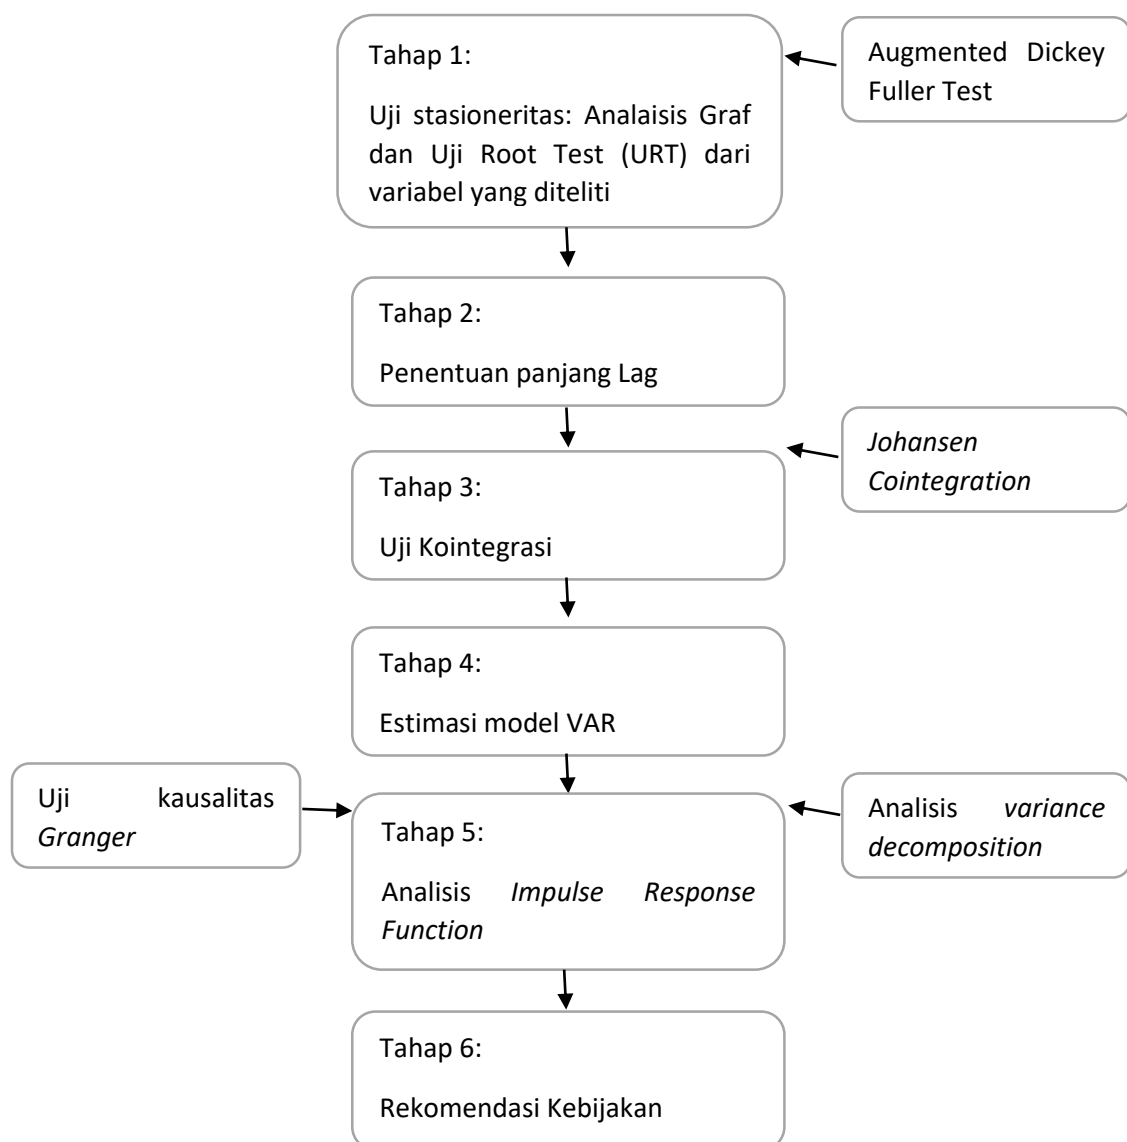 Tahap 1:
Uji stasioneritas: Analaisis Graf
dan Uji Root Test (URT) dari
variabel yang diteliti
Augmented Dickey
Fuller Test
Tahap 2:
Penentuan panjang Lag
Tahap 3:
Uji Kointegrasi
Johansen
Cointegration
Tahap 4:
Estimasi model VAR
Uji kausalitas
Granger
Tahap 5:
Analisis Impulse Response
Function
Analisis variance
decomposition
Tahap 6:
Rekomendasi Kebijakan